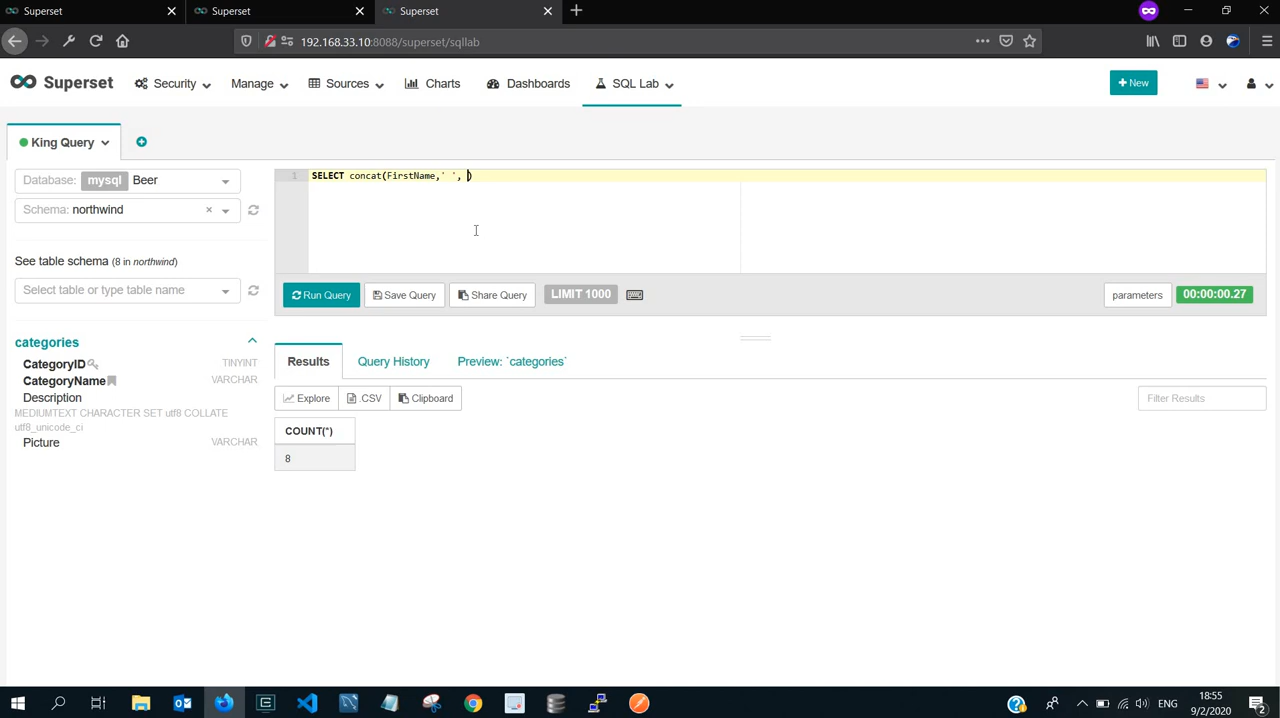 Superset
Superset
Superset
192.168.33.10:8088/superset/sqllab
Superset Security Manage Sources Charts Dashboards SQL Lab + New
King Query
Database: mysql Beer
1 SELECT concat(FirstName,' ', )
Schema: northwind ×
See table schema (8 in northwind)
Select table or type table name
Run Query Save Query Share Query LIMIT 1000 parameters 00:00:00.27
categories
CategoryID TINYINT
CategoryName VARCHAR
Description
MEDIUMTEXT CHARACTER SET utf8 COLLATE
utf8_unicode_ci
Picture VARCHAR
Results Query History Preview: `categories`
Explore .CSV Clipboard Filter Results
COUNT(*)
8
18:55
ENG
9/2/2020
2